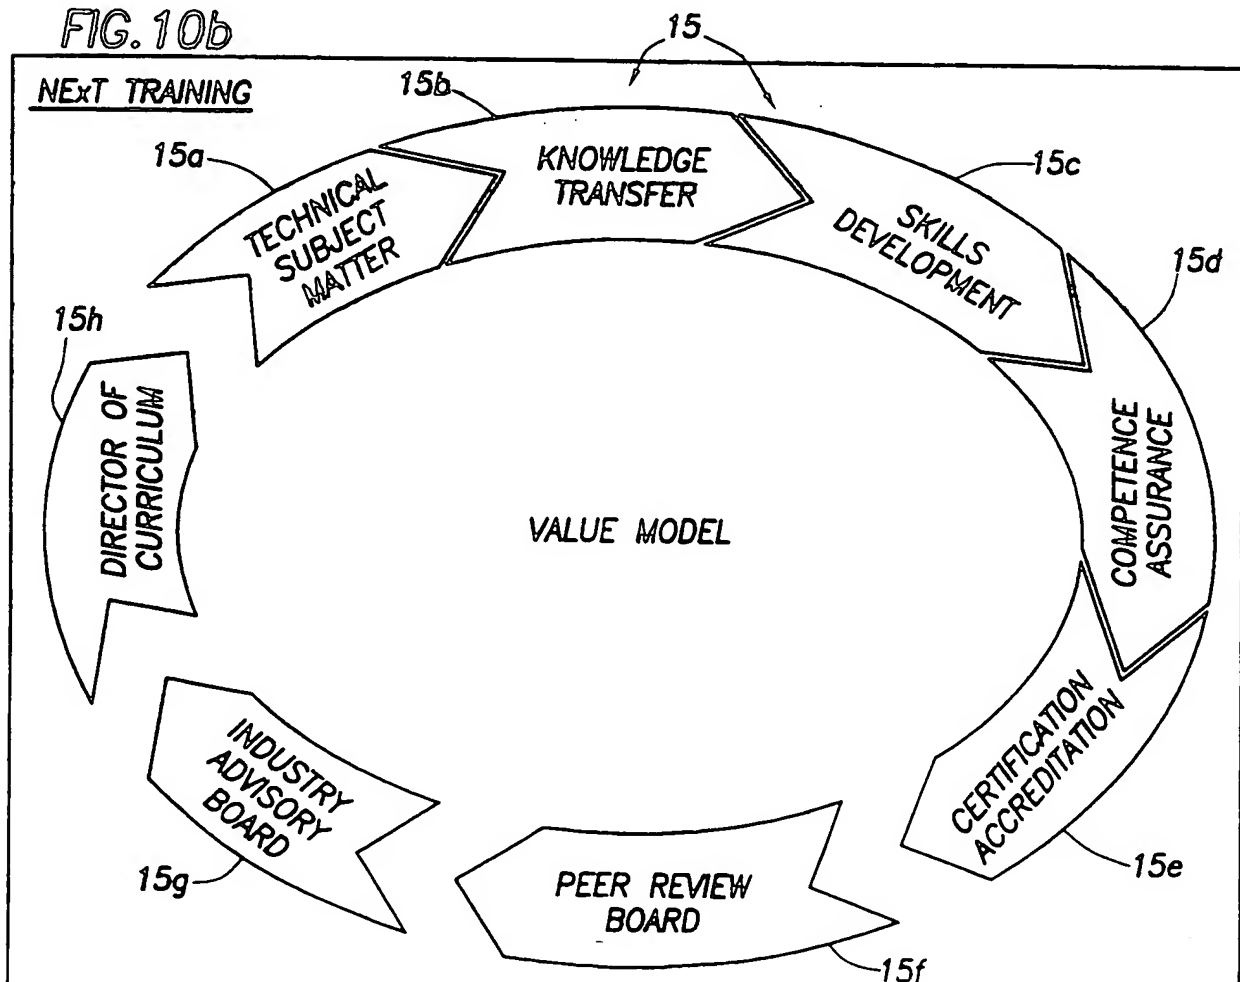 FIG. 10b
NExT TRAINING
15
15a
TECHNICAL
SUBJECT
MATTER
15b
KNOWLEDGE
TRANSFER
15c
SKILLS
DEVELOPMENT
15d
COMPETENCE
ASSURANCE
15e
CERTIFICATION
ACCREDITATION
15f
PEER REVIEW
BOARD
15g
INDUSTRY
ADVISORY
BOARD
15h
DIRECTOR OF
CURRICULUM
VALUE MODEL